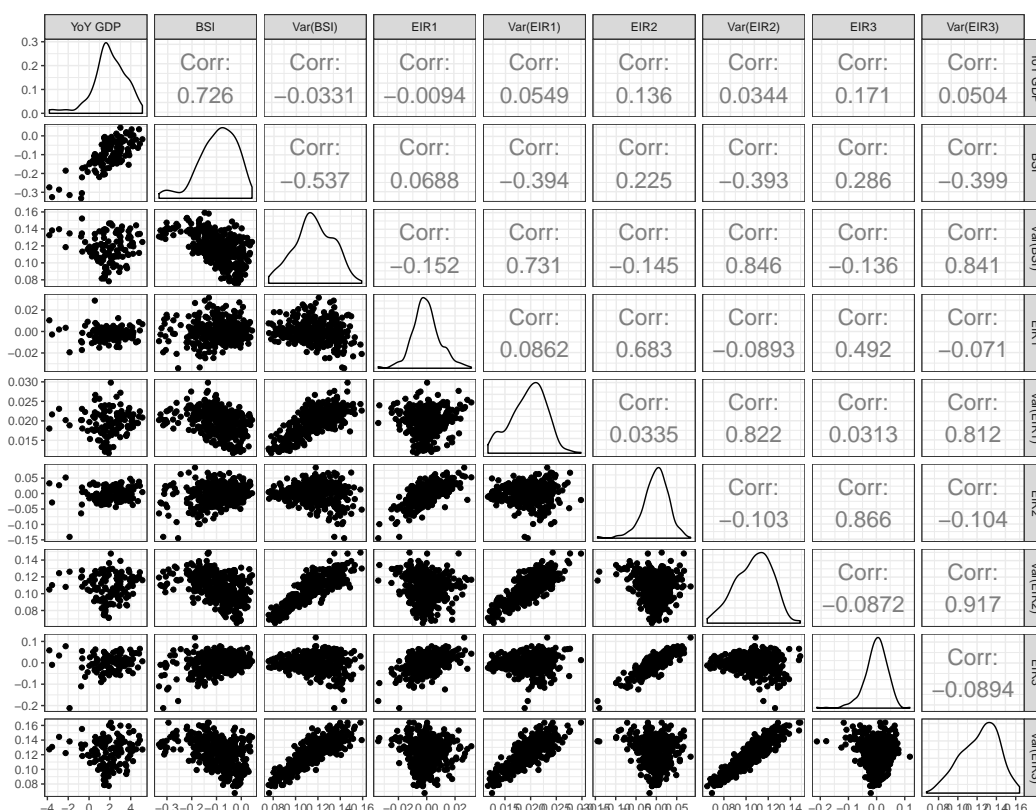 YoY GDP BSI Var(BSI) EIR1 Var(EIR1) EIR2 Var(EIR2) EIR3 Var(EIR3)
0.3
0.2
0.1
0.0
Corr: Corr: Corr: Corr: Corr: Corr: Corr: Corr:
0.726 −0.0331 −0.0094 0.0549 0.136 0.0344 0.171 0.0504
0.0
−0.1
−0.2
−0.3
Corr: Corr: Corr: Corr: Corr: Corr: Corr:
−0.537 0.0688 −0.394 0.225 −0.393 0.286 −0.399
0.16
0.14
0.12
0.10
0.08
Corr: Corr: Corr: Corr: Corr: Corr:
−0.152 0.731 −0.145 0.846 −0.136 0.841
Var(BSI)
0.02
0.00
−0.02
Corr: Corr: Corr: Corr: Corr:
0.0862 0.683 −0.0893 0.492 −0.071
0.030
0.025
0.020
0.015
Corr: Corr: Corr: Corr:
0.0335 0.822 0.0313 0.812
0.05
0.00
−0.05
−0.10
−0.15
Corr: Corr: Corr:
−0.103 0.866 −0.104
EIR2
0.14
0.12
0.10
0.08
Corr: Corr:
−0.0872 0.917
0.1
0.0
−0.1
−0.2
Corr:
−0.0894
0.16
0.14
0.12
0.10
0.08
−4 −2 0 2 4 −0.3 −0.2 −0.1 0.0 0.08 0.10 0.12 0.14 0.16 −0.02 0.00 0.02 −0.2 −0.1 0.0 0.1